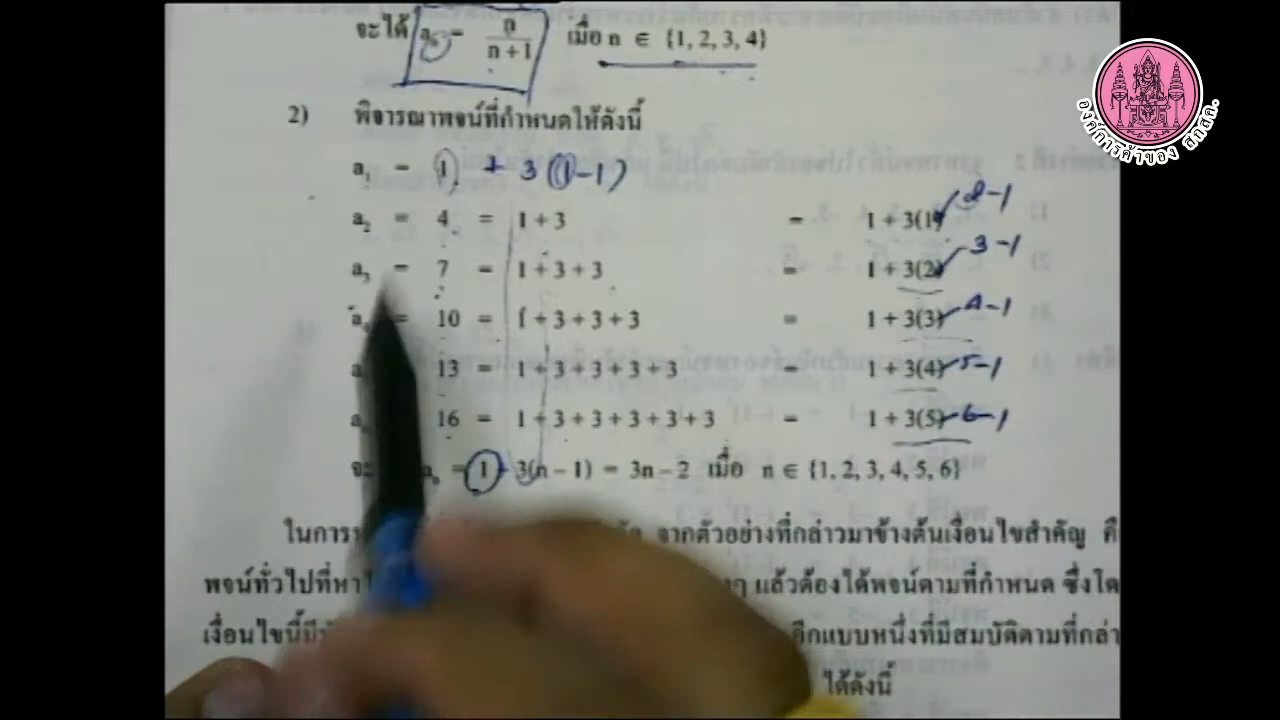 จะได้ aₙ = n/(n + 1) เมื่อ n ∈ {1, 2, 3, 4}
องค์การค้าของ สกสค.
2) พิจารณาพจน์ที่กำหนดให้ดังนี้
a₁ = 1 + 3(1-1)
a₂ = 4 = 1 + 3 = 1 + 3(1) 2-1
a₃ = 7 = 1 + 3 + 3 = 1 + 3(2) 3-1
a₄ = 10 = 1 + 3 + 3 + 3 = 1 + 3(3) 4-1
a = 13 = 1 + 3 + 3 + 3 + 3 = 1 + 3(4) 5-1
a = 16 = 1 + 3 + 3 + 3 + 3 + 3 = 1 + 3(5) 6-1
aₙ = 1 + 3(n – 1) = 3n – 2 เมื่อ n ∈ {1, 2, 3, 4, 5, 6}
ในการ จากตัวอย่างที่กล่าวมาข้างต้นเงื่อนไขสำคัญ
พจน์ทั่วไปที่หา แล้วต้องได้พจน์ตามที่กำหนด
เงื่อนไขนี้ อีกแบบหนึ่งที่มีสมบัติตามที่
ได้ดังนี้